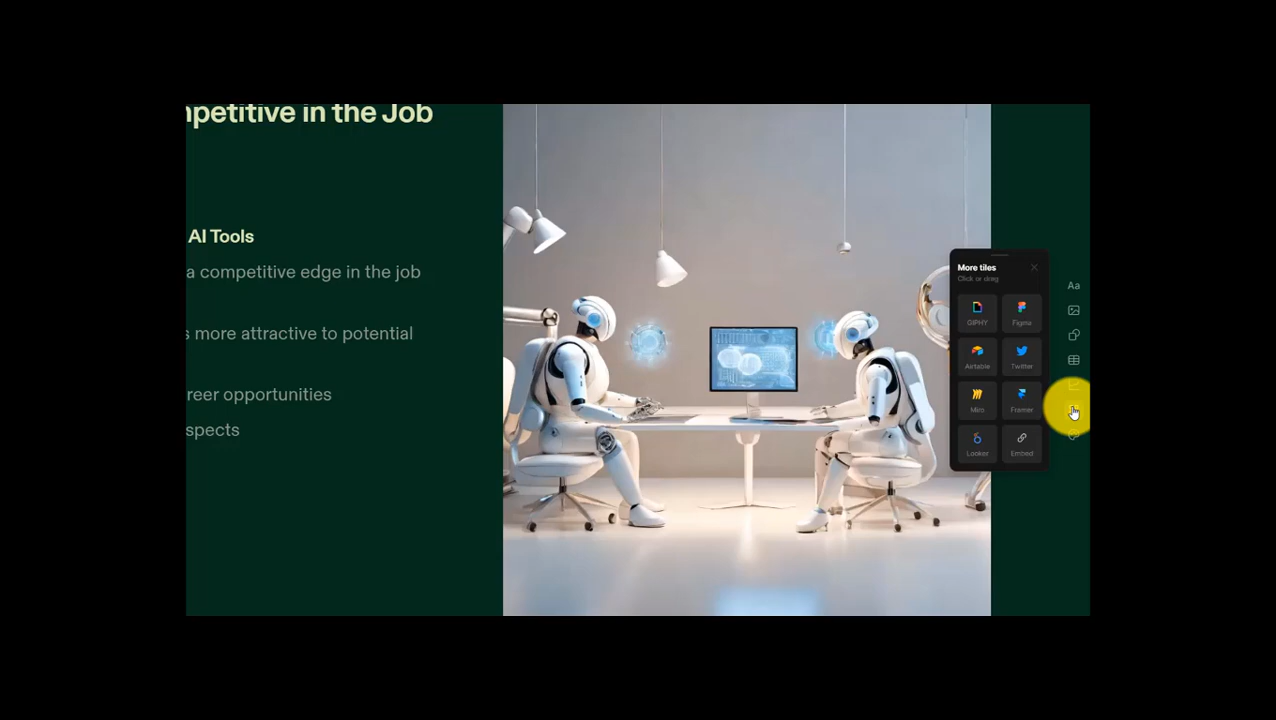 npetitive in the Job
AI Tools
a competitive edge in the job
s more attractive to potential
reer opportunities
spects
More tiles
Click or drag
GIPHY
Figma
Airtable
Twitter
Miro
Framer
Looker
Embed
Aa